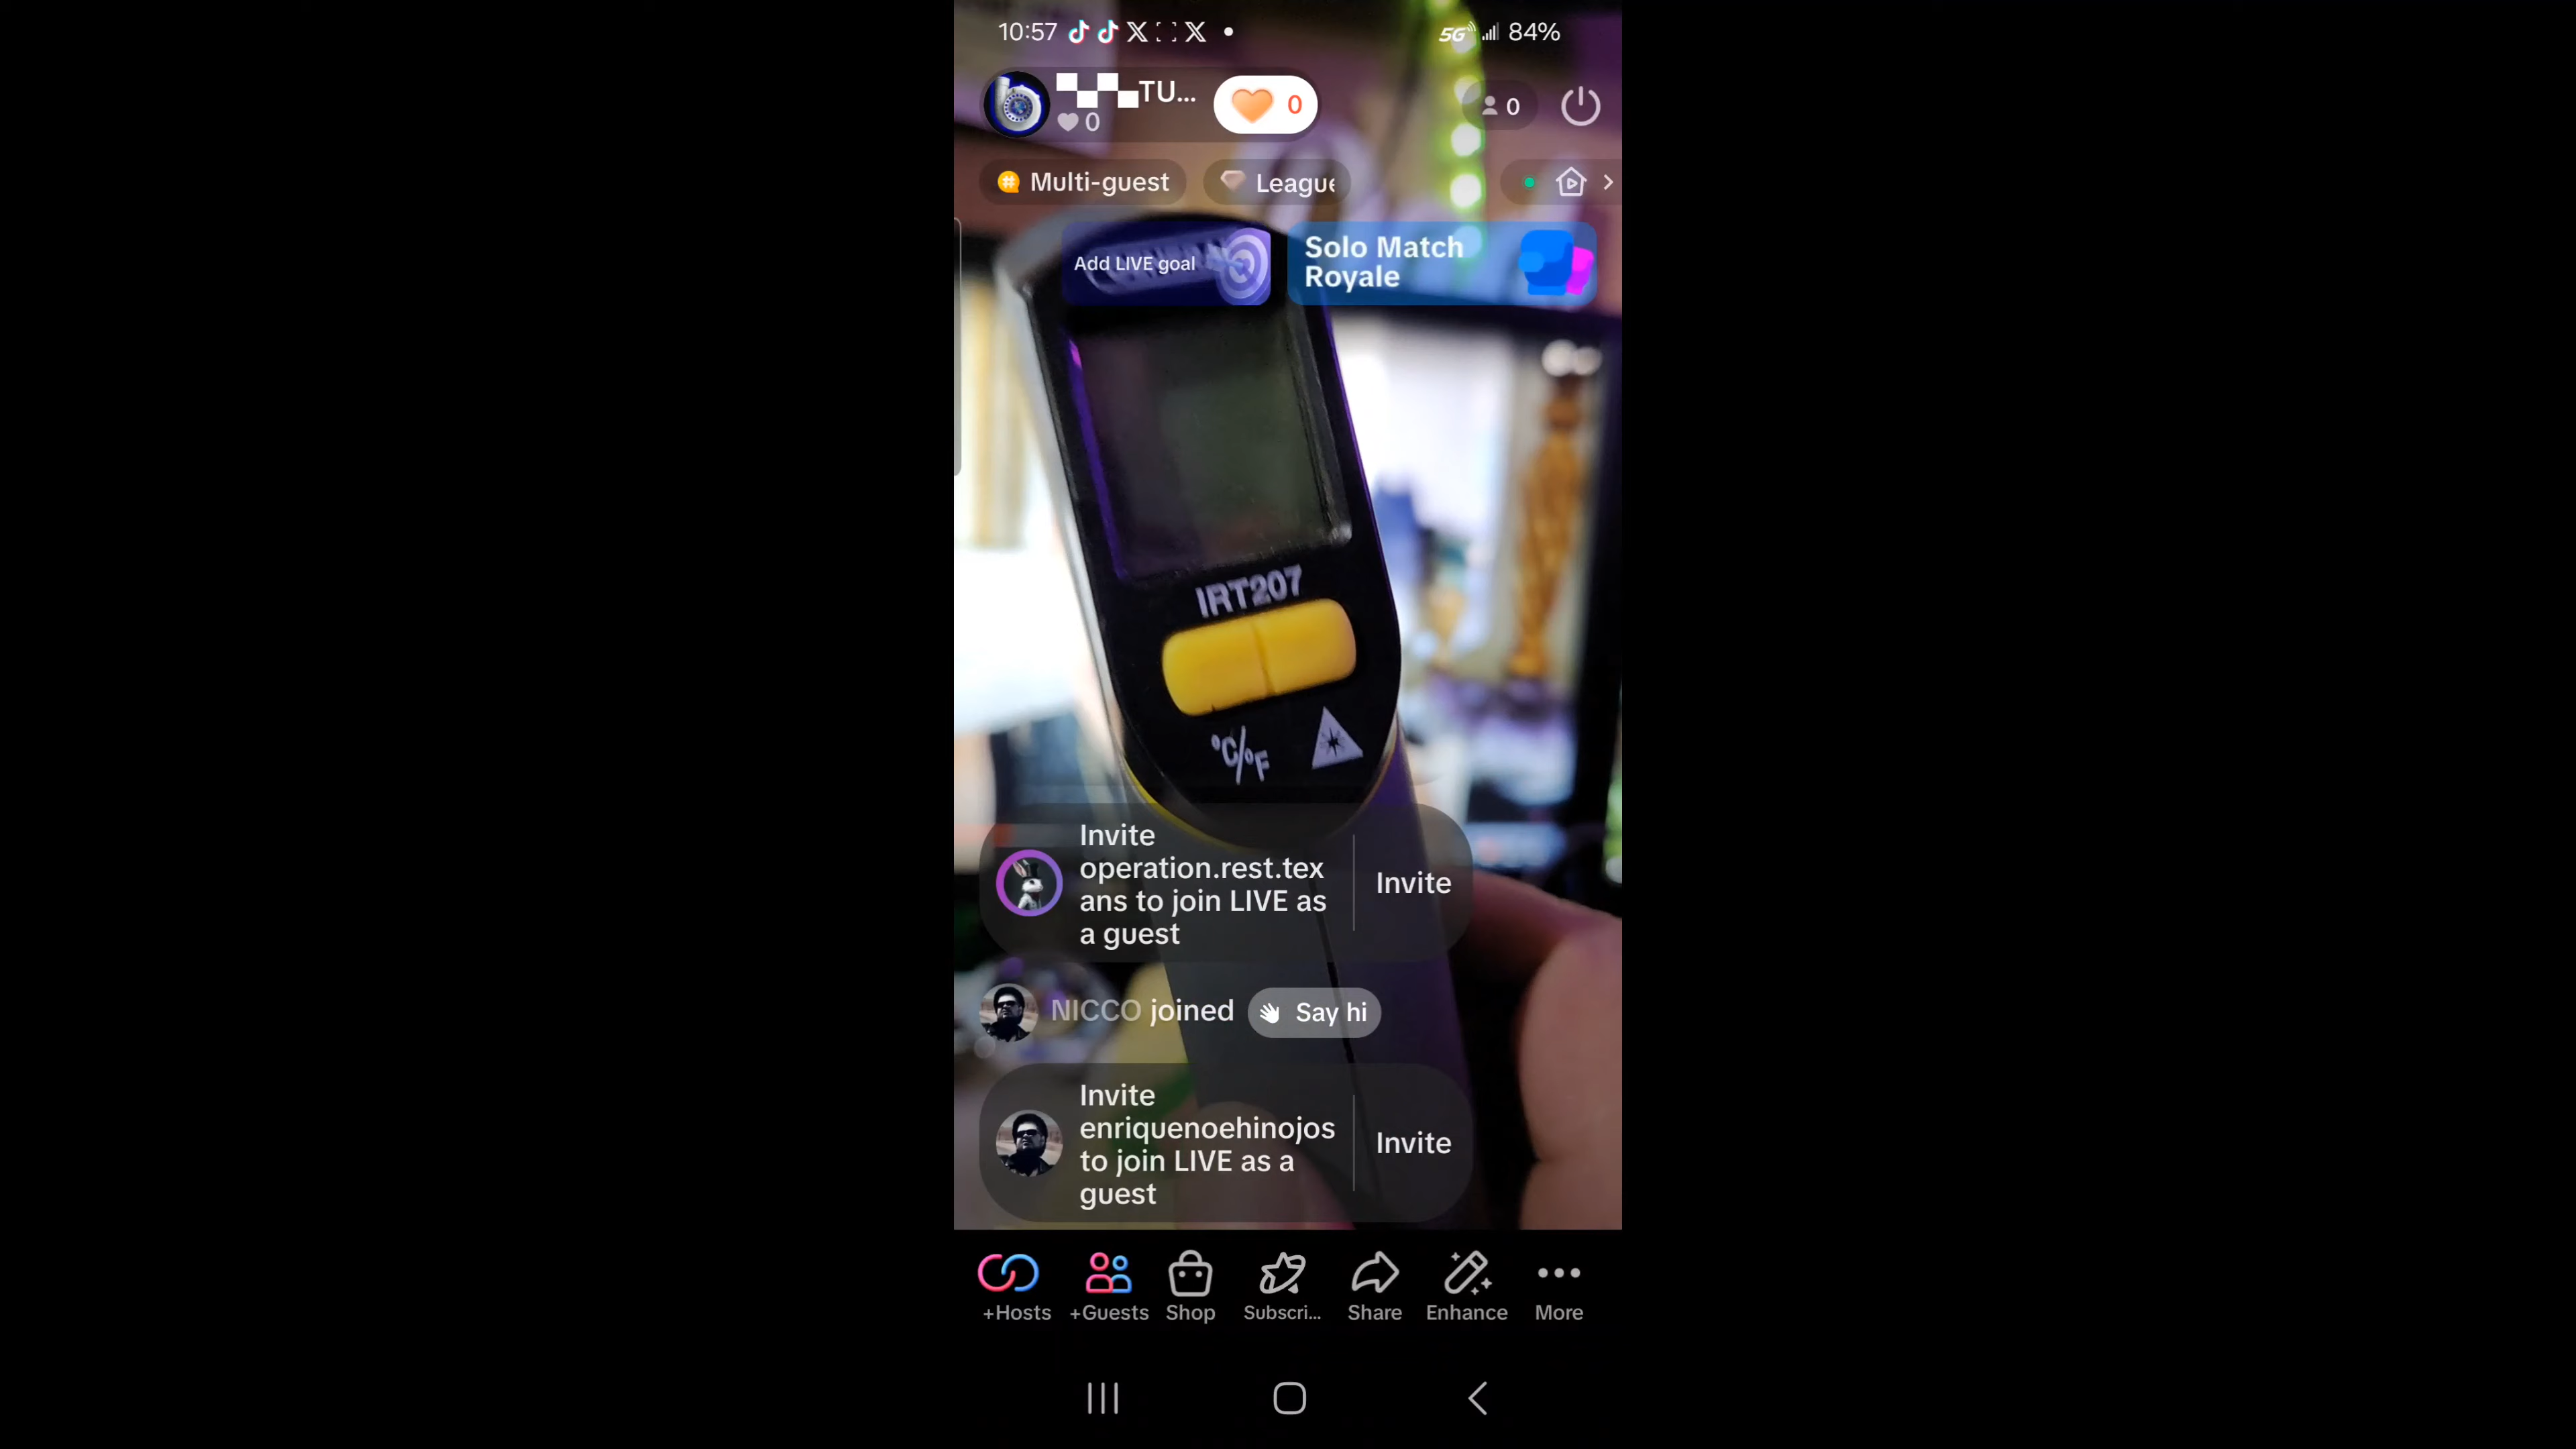 10:57
5G 84%
TU...
0
0
0
Multi-guest
League
Add LIVE goal
Solo Match
Royale
IRT207
°C/°F
Invite
operation.rest.tex
ans to join LIVE as
a guest
Invite
NICCO joined
Say hi
Invite
enriquenoehinojos
to join LIVE as a
guest
Invite
+Hosts
+Guests
Shop
Subscri...
Share
Enhance
More